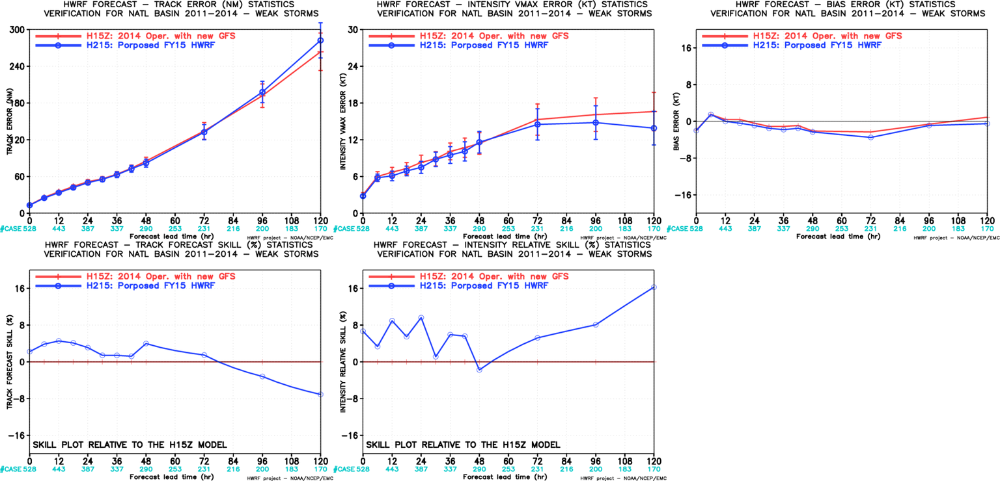 HWRF FORECAST – TRACK ERROR (NM) STATISTICS
VERIFICATION FOR NATL BASIN 2011–2014 – WEAK STORMS
H15Z: 2014 Oper. with new GFS
H215: Porposed FY15 HWRF
TRACK ERROR (NM)
300
240
180
120
60
0
0 12 24 36 48 60 72 84 96 108 120
#CASE 528 443 387 337 290 253 231 216 200 183 170
Forecast lead time (hr)
HWRF project – NOAA/NCEP/EMC
HWRF FORECAST – INTENSITY VMAX ERROR (KT) STATISTICS
VERIFICATION FOR NATL BASIN 2011–2014 – WEAK STORMS
H15Z: 2014 Oper. with new GFS
H215: Porposed FY15 HWRF
INTENSITY VMAX ERROR (KT)
30
24
18
12
6
0
0 12 24 36 48 60 72 84 96 108 120
#CASE 528 443 387 337 290 253 231 216 200 183 170
Forecast lead time (hr)
HWRF project – NOAA/NCEP/EMC
HWRF FORECAST – BIAS ERROR (KT) STATISTICS
VERIFICATION FOR NATL BASIN 2011–2014 – WEAK STORMS
H15Z: 2014 Oper. with new GFS
H215: Porposed FY15 HWRF
BIAS ERROR (KT)
16
8
0
–8
–16
0 12 24 36 48 60 72 84 96 108 120
#CASE 528 443 387 337 290 253 231 216 200 183 170
Forecast lead time (hr)
HWRF project – NOAA/NCEP/EMC
HWRF FORECAST – TRACK FORECAST SKILL (%) STATISTICS
VERIFICATION FOR NATL BASIN 2011–2014 – WEAK STORMS
H15Z: 2014 Oper. with new GFS
H215: Porposed FY15 HWRF
TRACK FORECAST SKILL (%)
16
8
0
–8
–16
SKILL PLOT RELATIVE TO THE H15Z MODEL
0 12 24 36 48 60 72 84 96 108 120
#CASE 528 443 387 337 290 253 231 216 200 183 170
Forecast lead time (hr)
HWRF project – NOAA/NCEP/EMC
HWRF FORECAST – INTENSITY RELATIVE SKILL (%) STATISTICS
VERIFICATION FOR NATL BASIN 2011–2014 – WEAK STORMS
H15Z: 2014 Oper. with new GFS
H215: Porposed FY15 HWRF
INTENSITY RELATIVE SKILL (%)
16
8
0
–8
–16
SKILL PLOT RELATIVE TO THE H15Z MODEL
0 12 24 36 48 60 72 84 96 108 120
#CASE 528 443 387 337 290 253 231 216 200 183 170
Forecast lead time (hr)
HWRF project – NOAA/NCEP/EMC